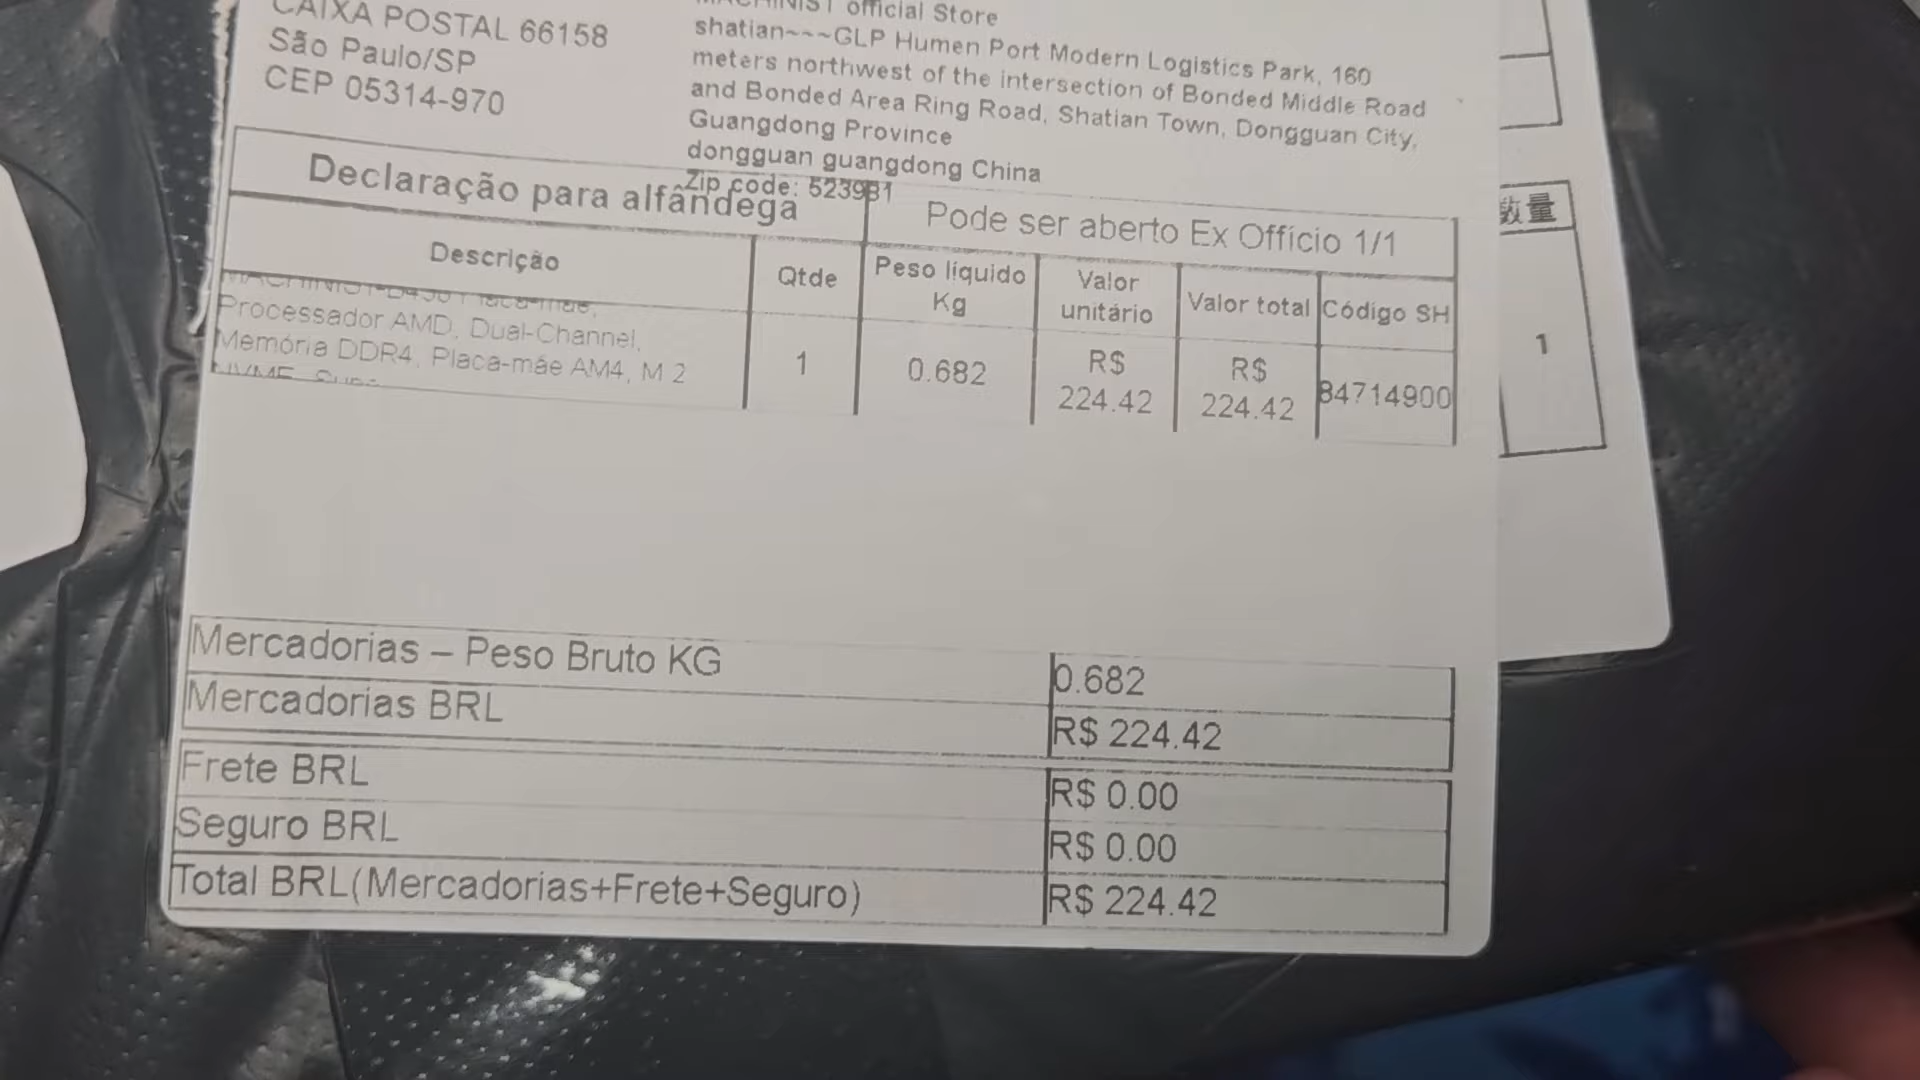 CAIXA POSTAL 66158
São Paulo/SP
CEP 05314-970
official Store
shatian~~~GLP Humen Port Modern Logistics Park, 160
meters northwest of the intersection of Bonded Middle Road
and Bonded Area Ring Road, Shatian Town, Dongguan City,
Guangdong Province
dongguan guangdong China
Zip code: 523981
Declaração para alfândega
Pode ser aberto Ex Offício 1/1
Descrição
Qtde
Peso líquido
Kg
Valor
unitário
Valor total
Código SH
Processador AMD, Dual-Channel,
Memória DDR4, Placa-mãe AM4, M 2
1
0.682
R$
224.42
R$
224.42
84714900
Mercadorias – Peso Bruto KG
0.682
Mercadorias BRL
R$ 224.42
Frete BRL
R$ 0.00
Seguro BRL
R$ 0.00
Total BRL(Mercadorias+Frete+Seguro)
R$ 224.42
数量
1